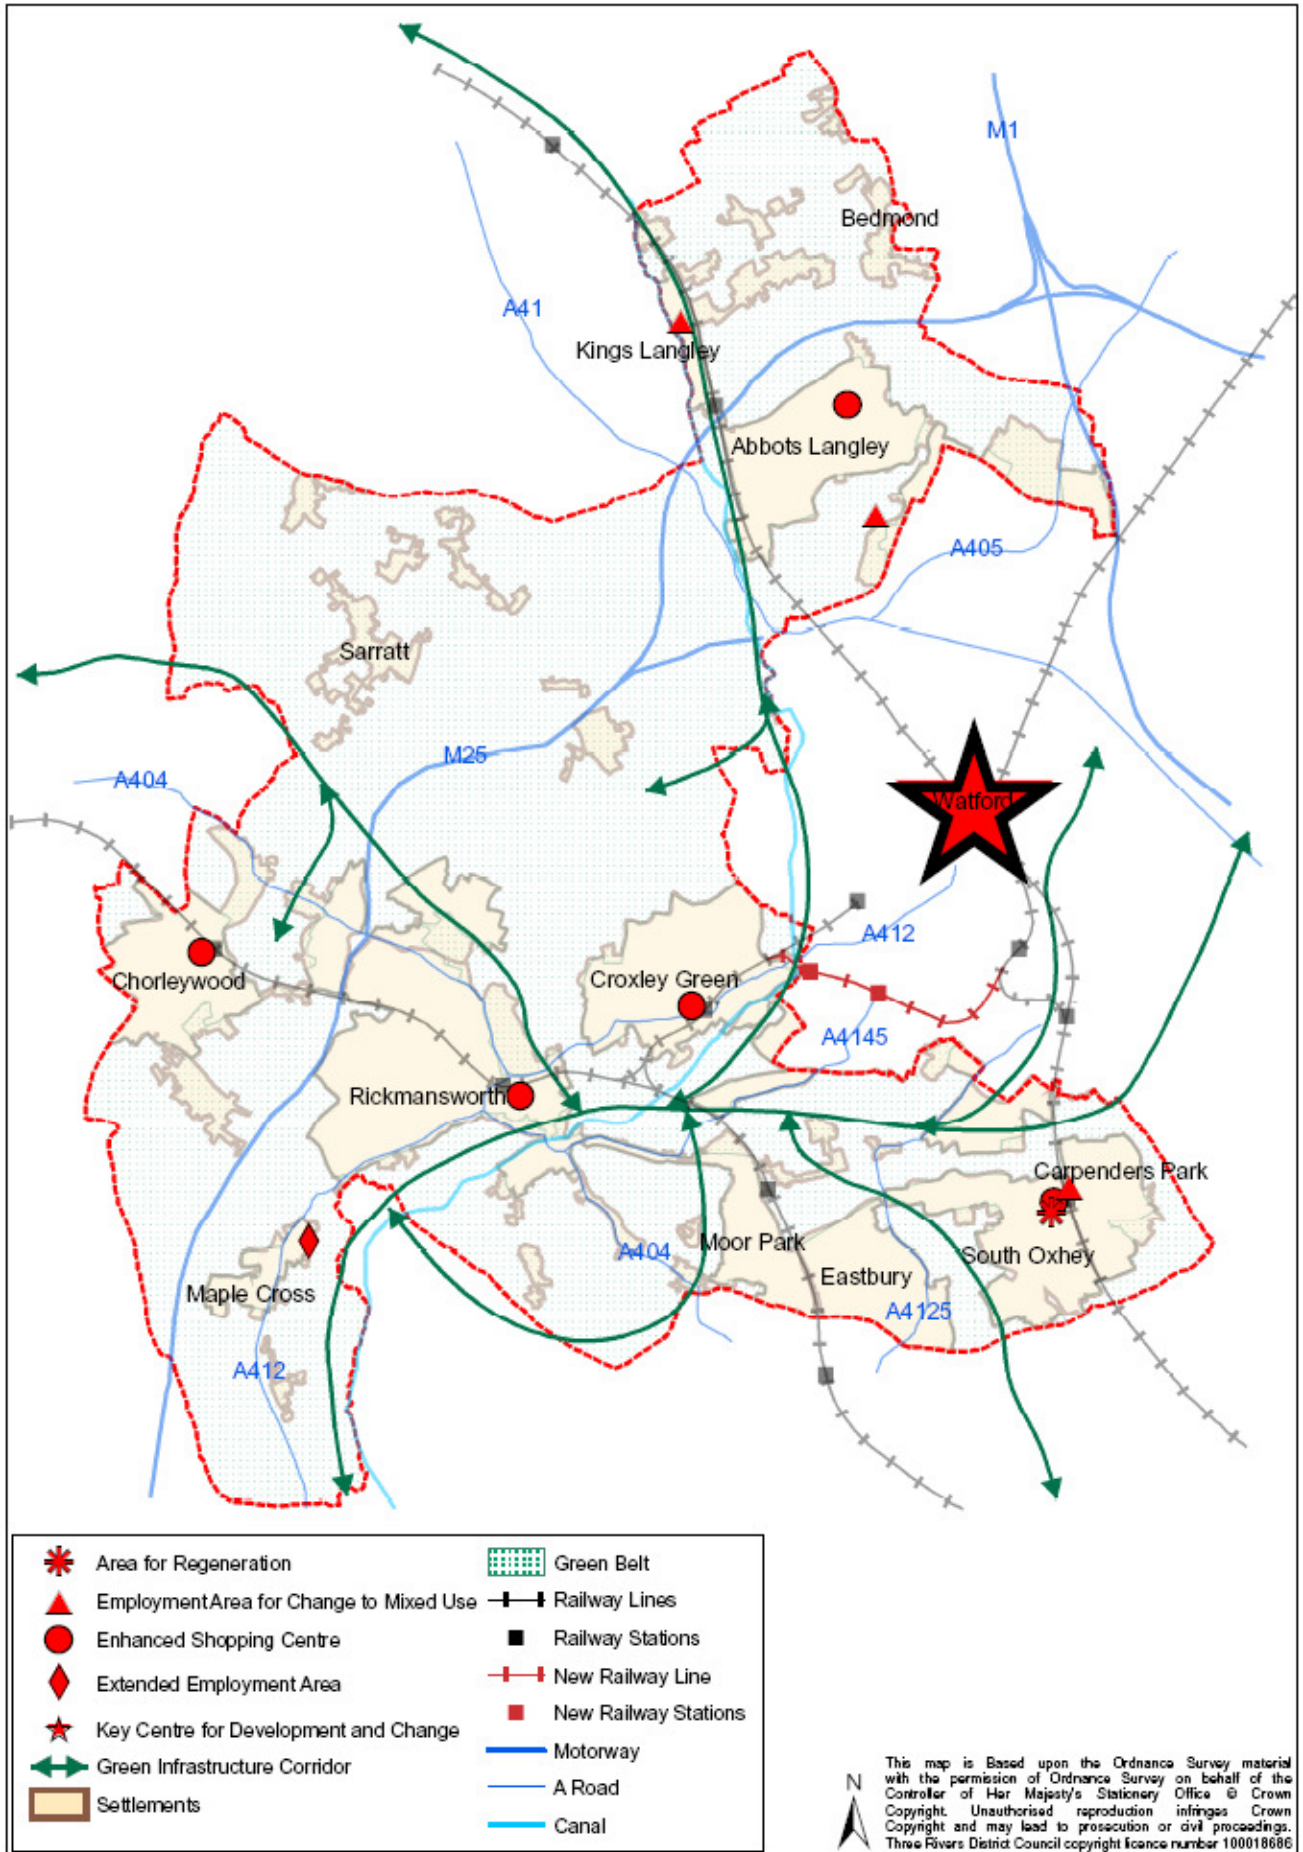 M1
Bedmond
A41
Kings Langley
Abbots Langley
A405
Sarratt
M25
A404
Watford
A412
Chorleywood
Croxley Green
A4145
Rickmansworth
Carpenders Park
Moor Park
A404
South Oxhey
Eastbury
Maple Cross
A4125
A412
Area for Regeneration
Employment Area for Change to Mixed Use
Enhanced Shopping Centre
Extended Employment Area
Key Centre for Development and Change
Green Infrastructure Corridor
Settlements
Green Belt
Railway Lines
Railway Stations
New Railway Line
New Railway Stations
Motorway
A Road
Canal
N
This map is Based upon the Ordnance Survey material
with the permission of Ordnance Survey on behalf of the
Controller of Her Majesty's Stationery Office © Crown
Copyright. Unauthorised reproduction infringes Crown
Copyright and may lead to prosecution or civil proceedings.
Three Rivers District Council copyright licence number 100018686